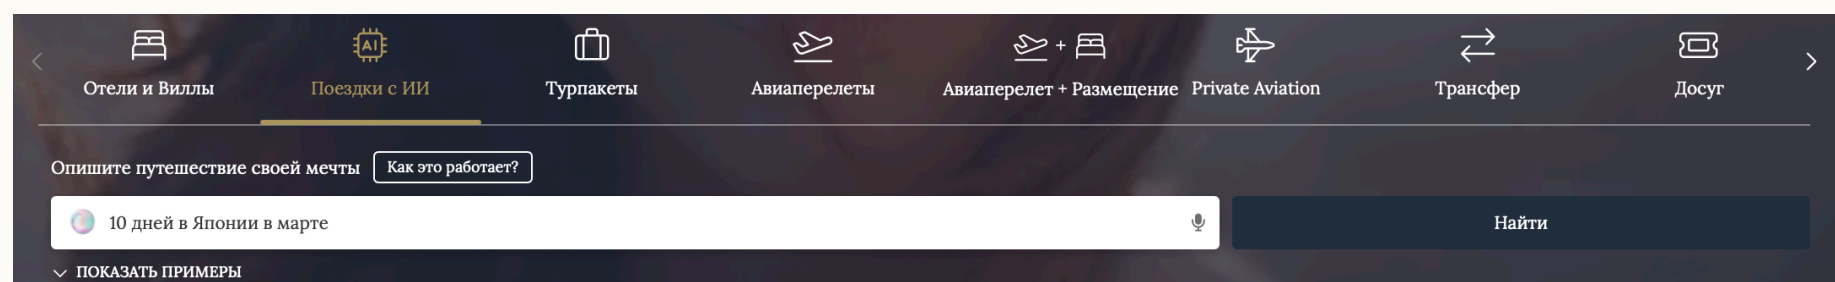 AI
+
Отели и Виллы
Поездки с ИИ
Турпакеты
Авиаперелеты
Авиаперелет + Размещение
Private Aviation
Трансфер
Досуг
Опишите путешествие своей мечты
Как это работает?
10 дней в Японии в марте
Найти
ПОКАЗАТЬ ПРИМЕРЫ